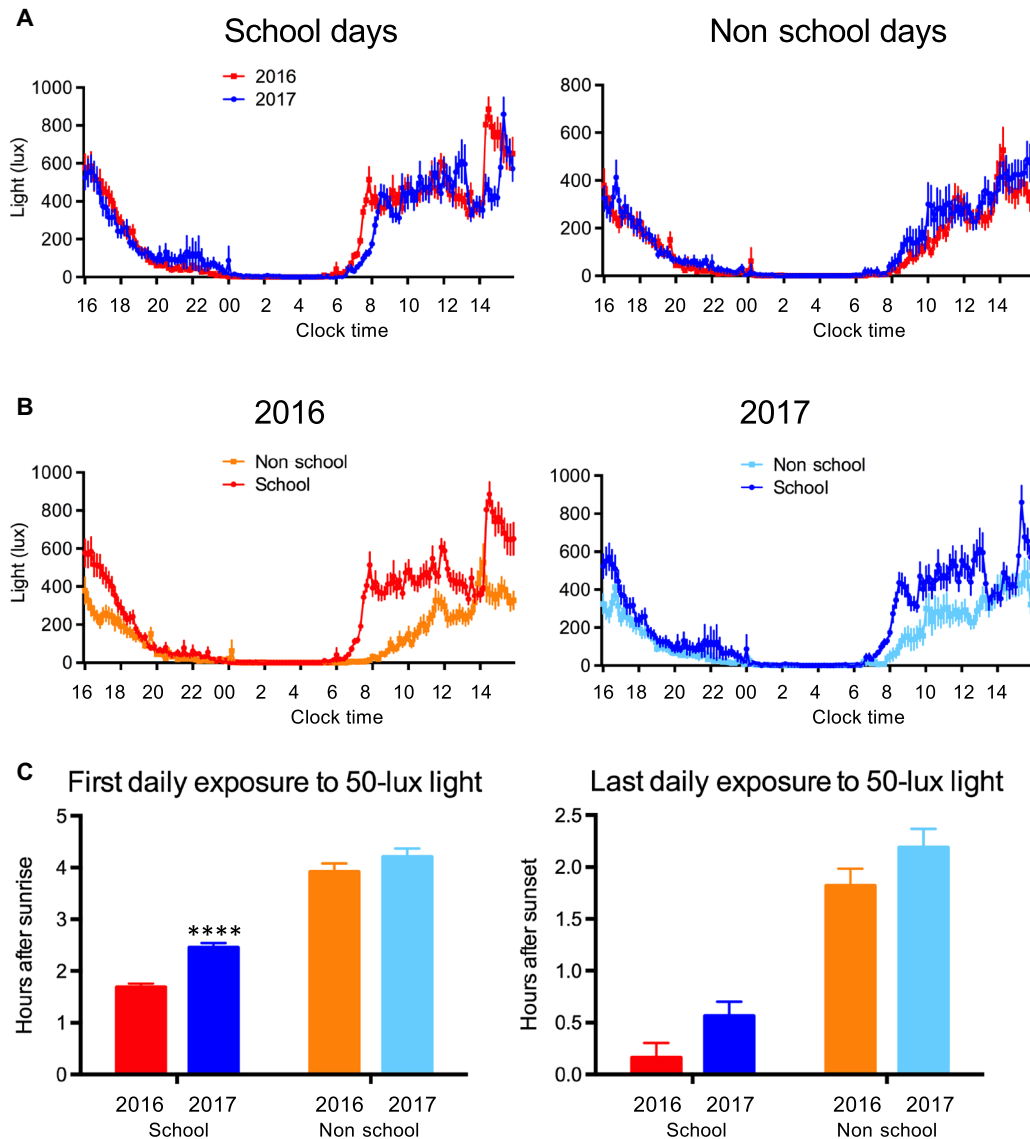 A
School days
Non school days
2016
2017
Light (lux)
1000
800
600
400
200
0
16 18 20 22 00 2 4 6 8 10 12 14
Clock time
800
600
400
200
0
16 18 20 22 00 2 4 6 8 10 12 14
Clock time
B
2016
2017
Non school
School
Light (lux)
1000
800
600
400
200
0
16 18 20 22 00 2 4 6 8 10 12 14
Clock time
Non school
School
1000
800
600
400
200
0
16 18 20 22 00 2 4 6 8 10 12 14
Clock time
C
First daily exposure to 50-lux light
Hours after sunrise
5
4
3
2
1
0
****
2016 2017 2016 2017
School Non school
Last daily exposure to 50-lux light
Hours after sunset
2.5
2.0
1.5
1.0
0.5
0.0
2016 2017 2016 2017
School Non school